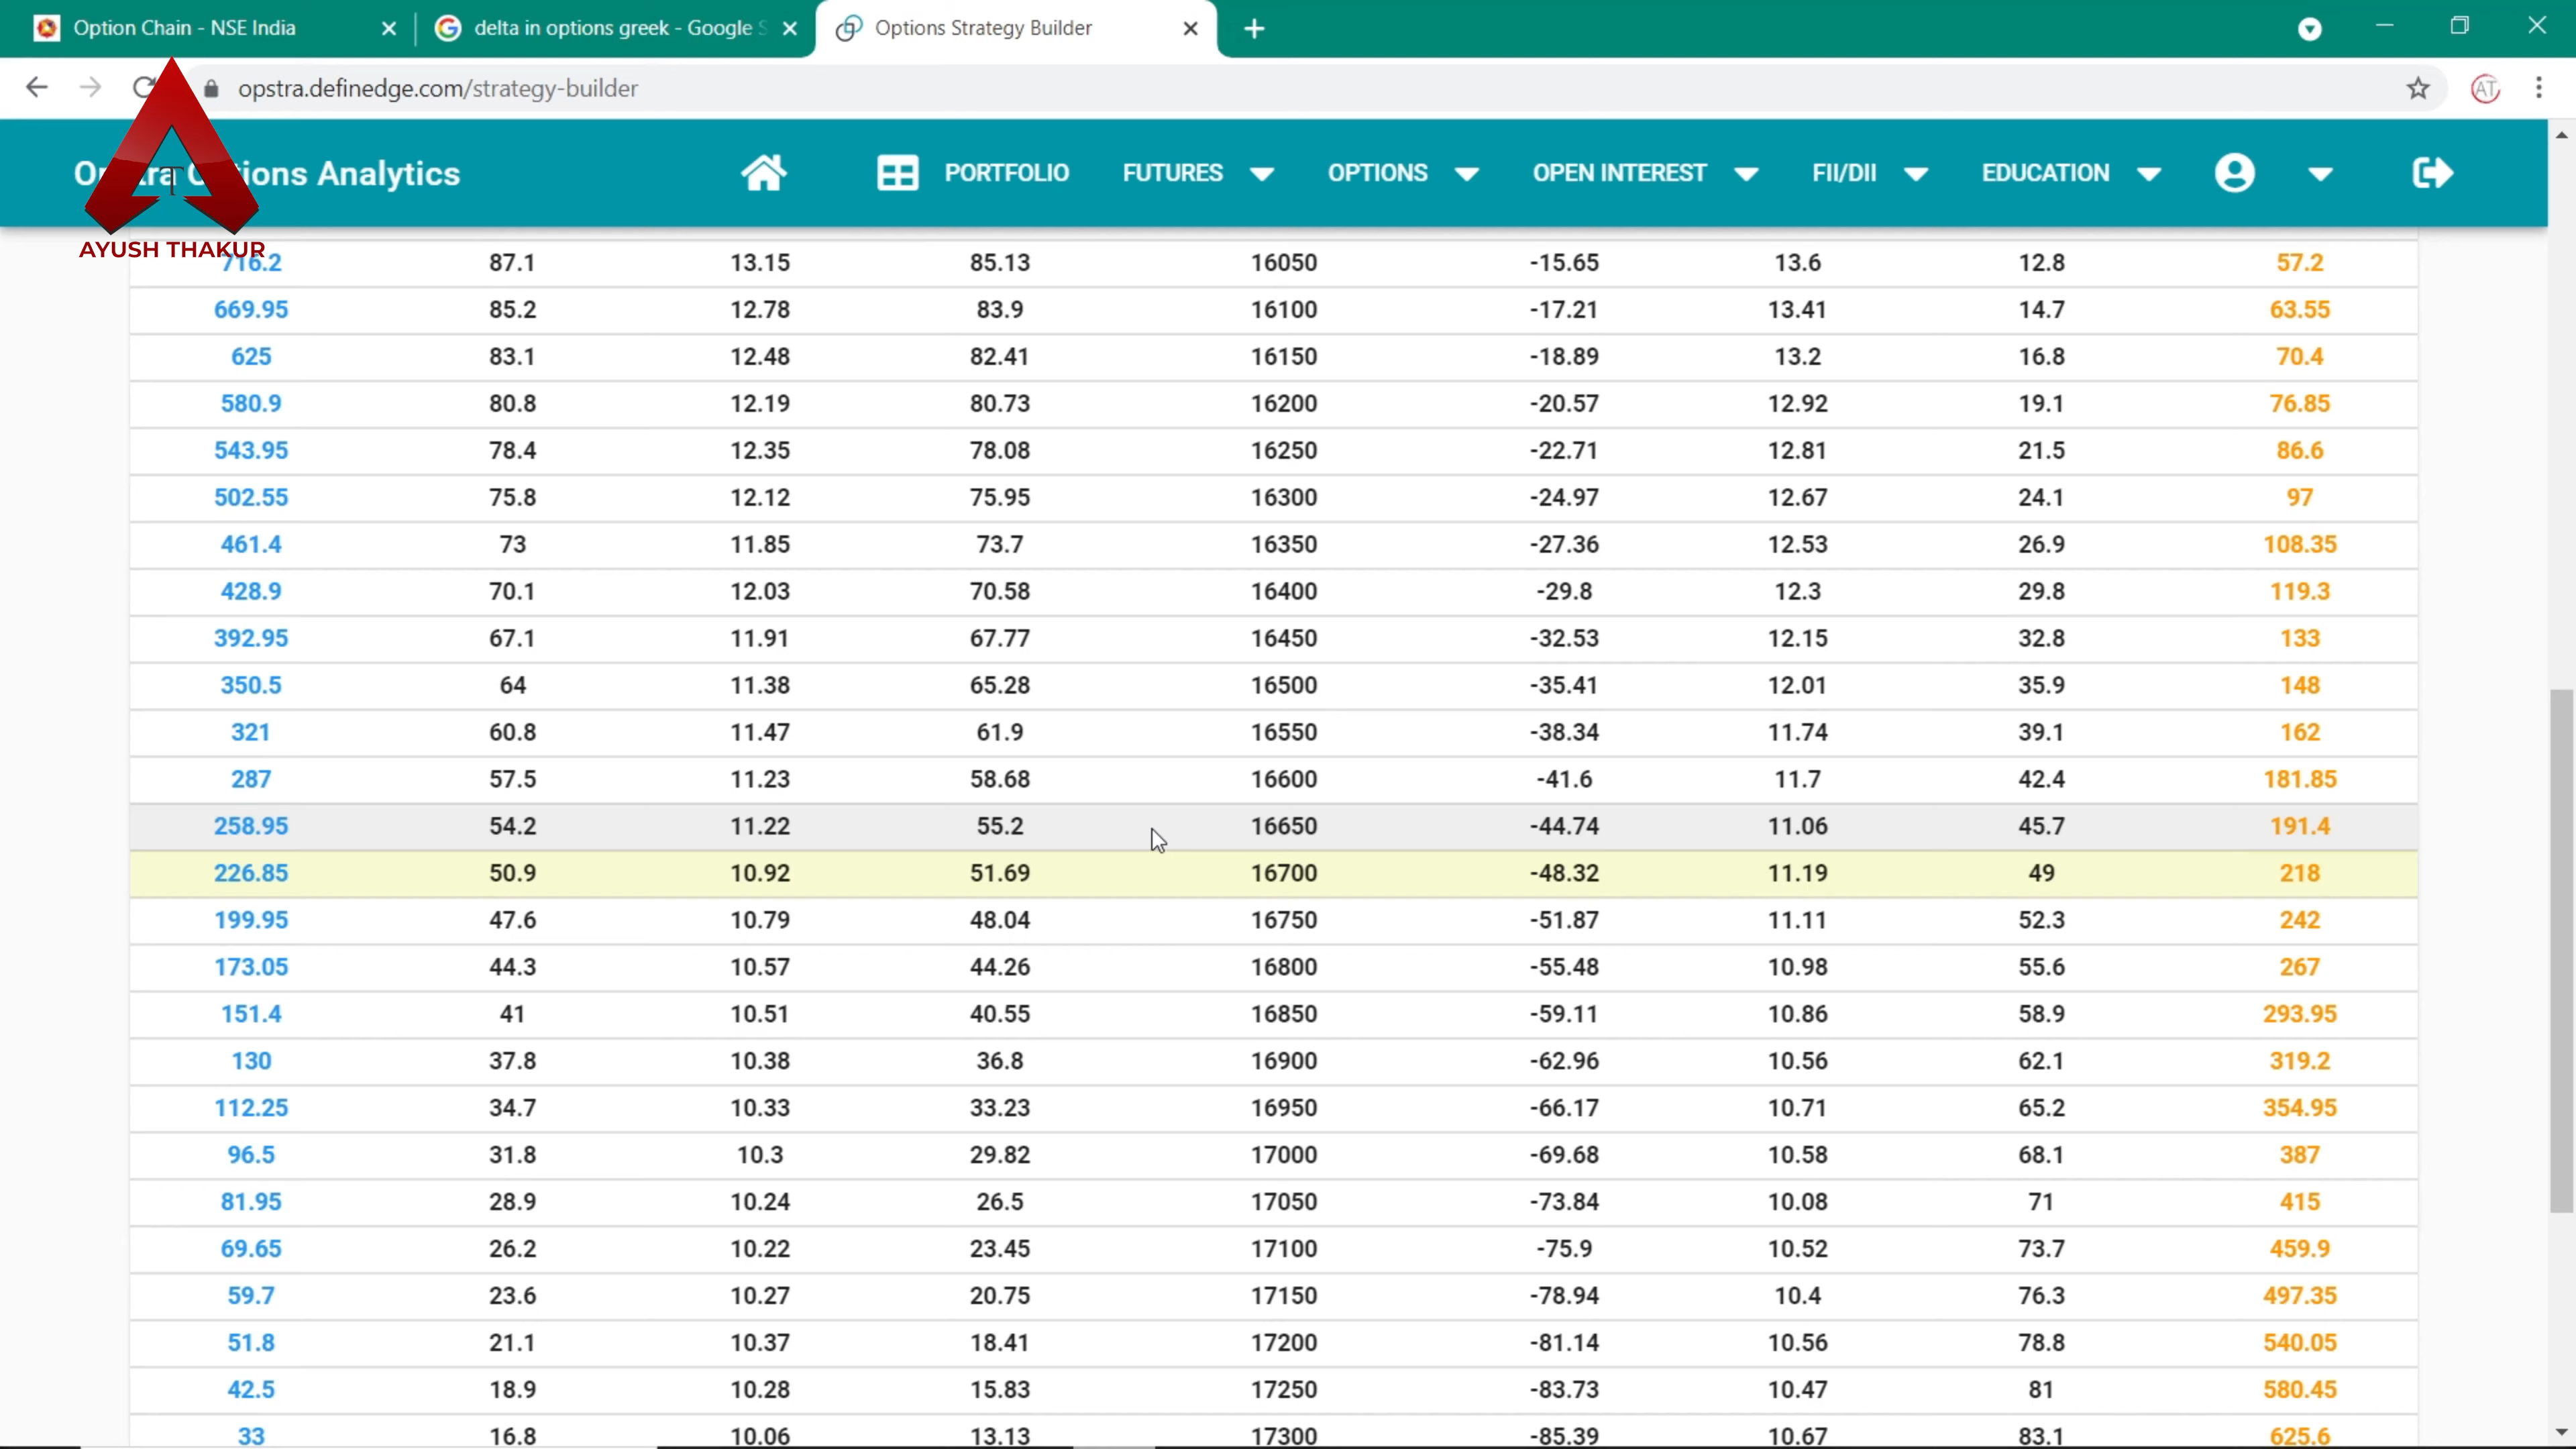 Option Chain - NSE India
delta in options greek - Google S
Options Strategy Builder
opstra.definedge.com/strategy-builder
AT
Options Analytics
PORTFOLIO FUTURES OPTIONS OPEN INTEREST FII/DII EDUCATION
T
AYUSH THAKUR
716.2 87.1 13.15 85.13 16050 -15.65 13.6 12.8 57.2
669.95 85.2 12.78 83.9 16100 -17.21 13.41 14.7 63.55
625 83.1 12.48 82.41 16150 -18.89 13.2 16.8 70.4
580.9 80.8 12.19 80.73 16200 -20.57 12.92 19.1 76.85
543.95 78.4 12.35 78.08 16250 -22.71 12.81 21.5 86.6
502.55 75.8 12.12 75.95 16300 -24.97 12.67 24.1 97
461.4 73 11.85 73.7 16350 -27.36 12.53 26.9 108.35
428.9 70.1 12.03 70.58 16400 -29.8 12.3 29.8 119.3
392.95 67.1 11.91 67.77 16450 -32.53 12.15 32.8 133
350.5 64 11.38 65.28 16500 -35.41 12.01 35.9 148
321 60.8 11.47 61.9 16550 -38.34 11.74 39.1 162
287 57.5 11.23 58.68 16600 -41.6 11.7 42.4 181.85
258.95 54.2 11.22 55.2 16650 -44.74 11.06 45.7 191.4
226.85 50.9 10.92 51.69 16700 -48.32 11.19 49 218
199.95 47.6 10.79 48.04 16750 -51.87 11.11 52.3 242
173.05 44.3 10.57 44.26 16800 -55.48 10.98 55.6 267
151.4 41 10.51 40.55 16850 -59.11 10.86 58.9 293.95
130 37.8 10.38 36.8 16900 -62.96 10.56 62.1 319.2
112.25 34.7 10.33 33.23 16950 -66.17 10.71 65.2 354.95
96.5 31.8 10.3 29.82 17000 -69.68 10.58 68.1 387
81.95 28.9 10.24 26.5 17050 -73.84 10.08 71 415
69.65 26.2 10.22 23.45 17100 -75.9 10.52 73.7 459.9
59.7 23.6 10.27 20.75 17150 -78.94 10.4 76.3 497.35
51.8 21.1 10.37 18.41 17200 -81.14 10.56 78.8 540.05
42.5 18.9 10.28 15.83 17250 -83.73 10.47 81 580.45
33 16.8 10.06 13.13 17300 -85.39 10.67 83.1 625.6